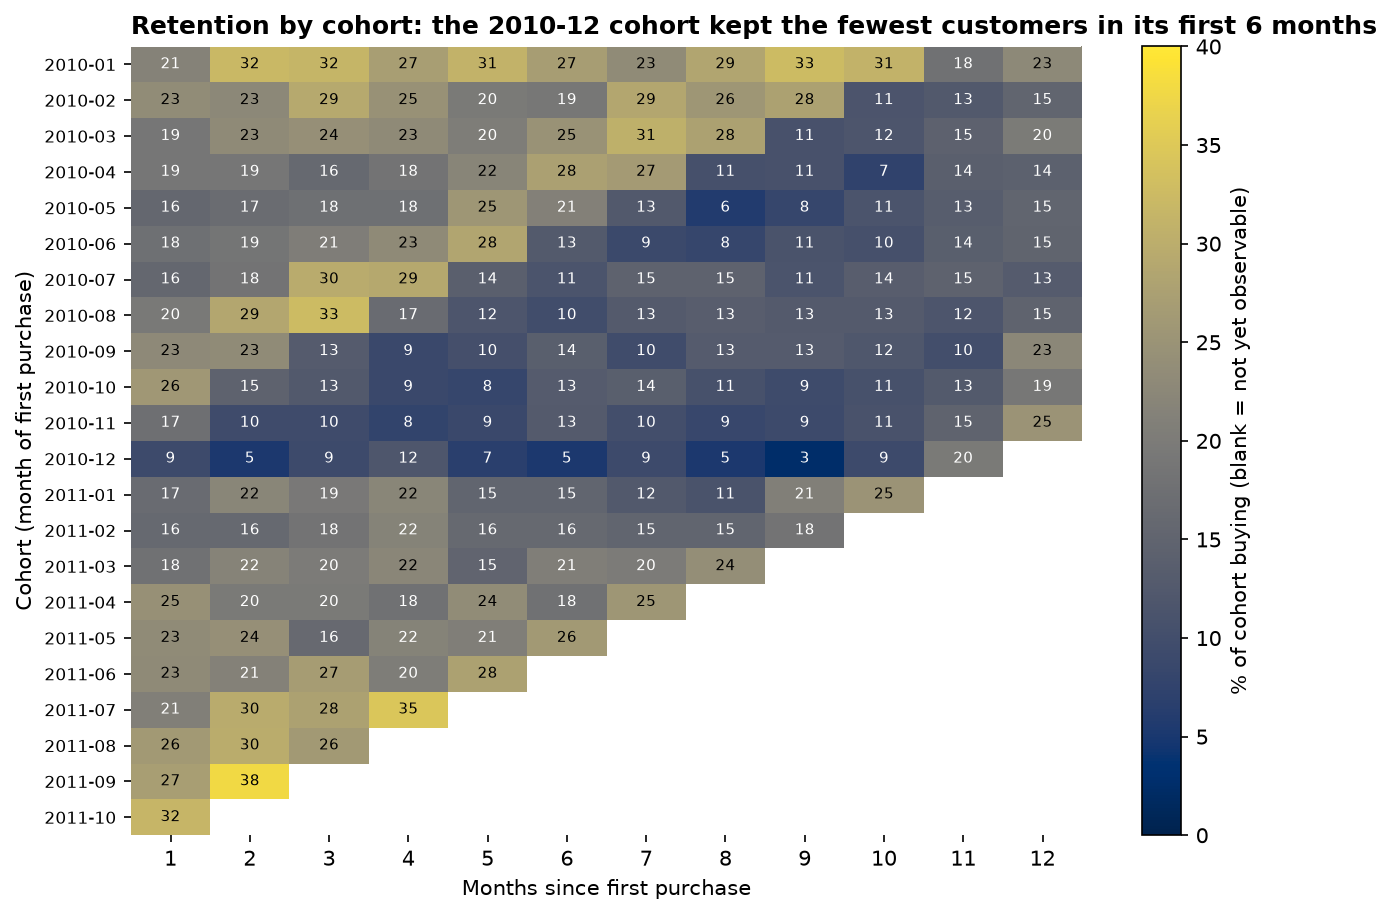 Retention by cohort: the 2010-12 cohort kept the fewest customers in its first 6 months
2010-01 21 32 32 27 31 27 23 29 33 31 18 23
2010-02 23 23 29 25 20 19 29 26 28 11 13 15
2010-03 19 23 24 23 20 25 31 28 11 12 15 20
2010-04 19 19 16 18 22 28 27 11 11 7 14 14
2010-05 16 17 18 18 25 21 13 6 8 11 13 15
2010-06 18 19 21 23 28 13 9 8 11 10 14 15
2010-07 16 18 30 29 14 11 15 15 11 14 15 13
2010-08 20 29 33 17 12 10 13 13 13 13 12 15
2010-09 23 23 13 9 10 14 10 13 13 12 10 23
2010-10 26 15 13 9 8 13 14 11 9 11 13 19
2010-11 17 10 10 8 9 13 10 9 9 11 15 25
2010-12 9 5 9 12 7 5 9 5 3 9 20
2011-01 17 22 19 22 15 15 12 11 21 25
2011-02 16 16 18 22 16 16 15 15 18
2011-03 18 22 20 22 15 21 20 24
2011-04 25 20 20 18 24 18 25
2011-05 23 24 16 22 21 26
2011-06 23 21 27 20 28
2011-07 21 30 28 35
2011-08 26 30 26
2011-09 27 38
2011-10 32
1 2 3 4 5 6 7 8 9 10 11 12
Months since first purchase
Cohort (month of first purchase)
40
35
30
25
20
15
10
5
0
% of cohort buying (blank = not yet observable)